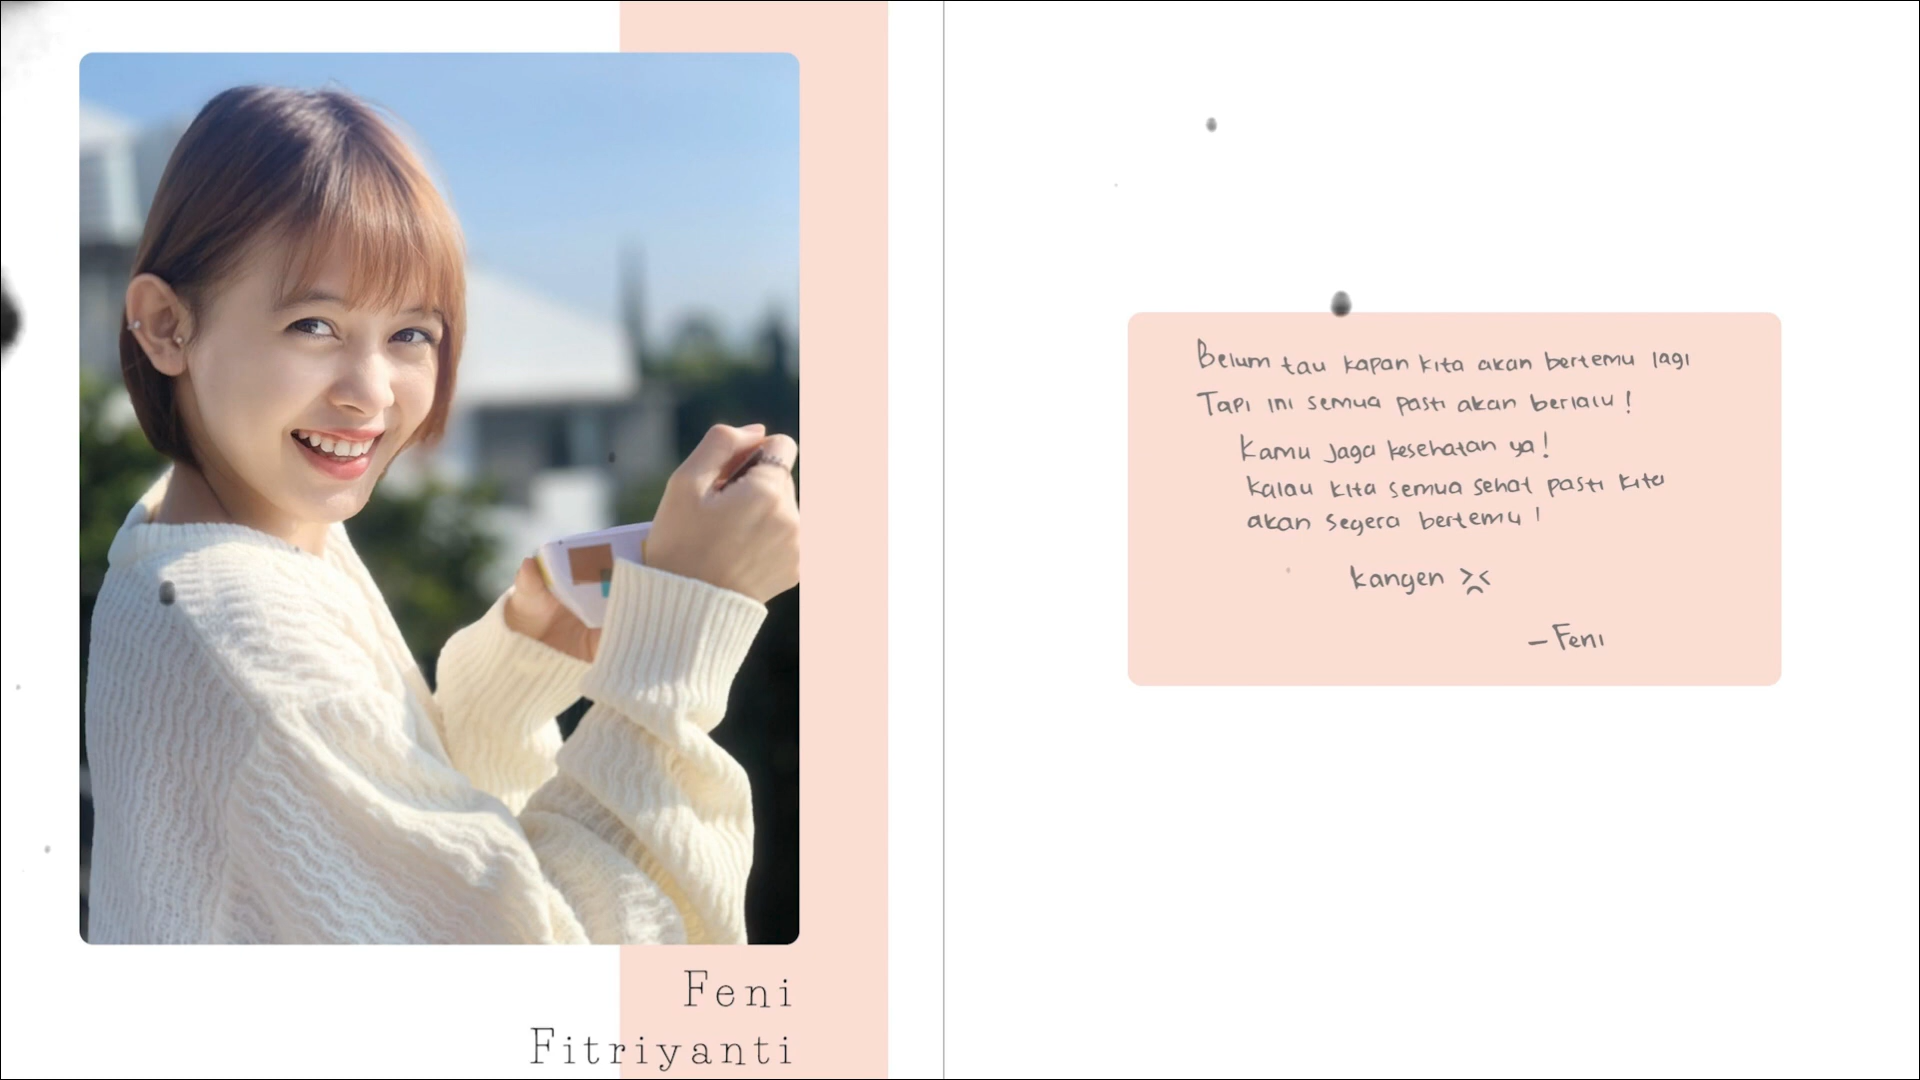 Feni
Fitriyanti
Belum tau kapan kita akan bertemu lagi
Tapi ini semua pasti akan berlalu!
Kamu jaga kesehatan ya!
Kalau kita semua sehat pasti kita
akan segera bertemu!
Kangen
– Feni